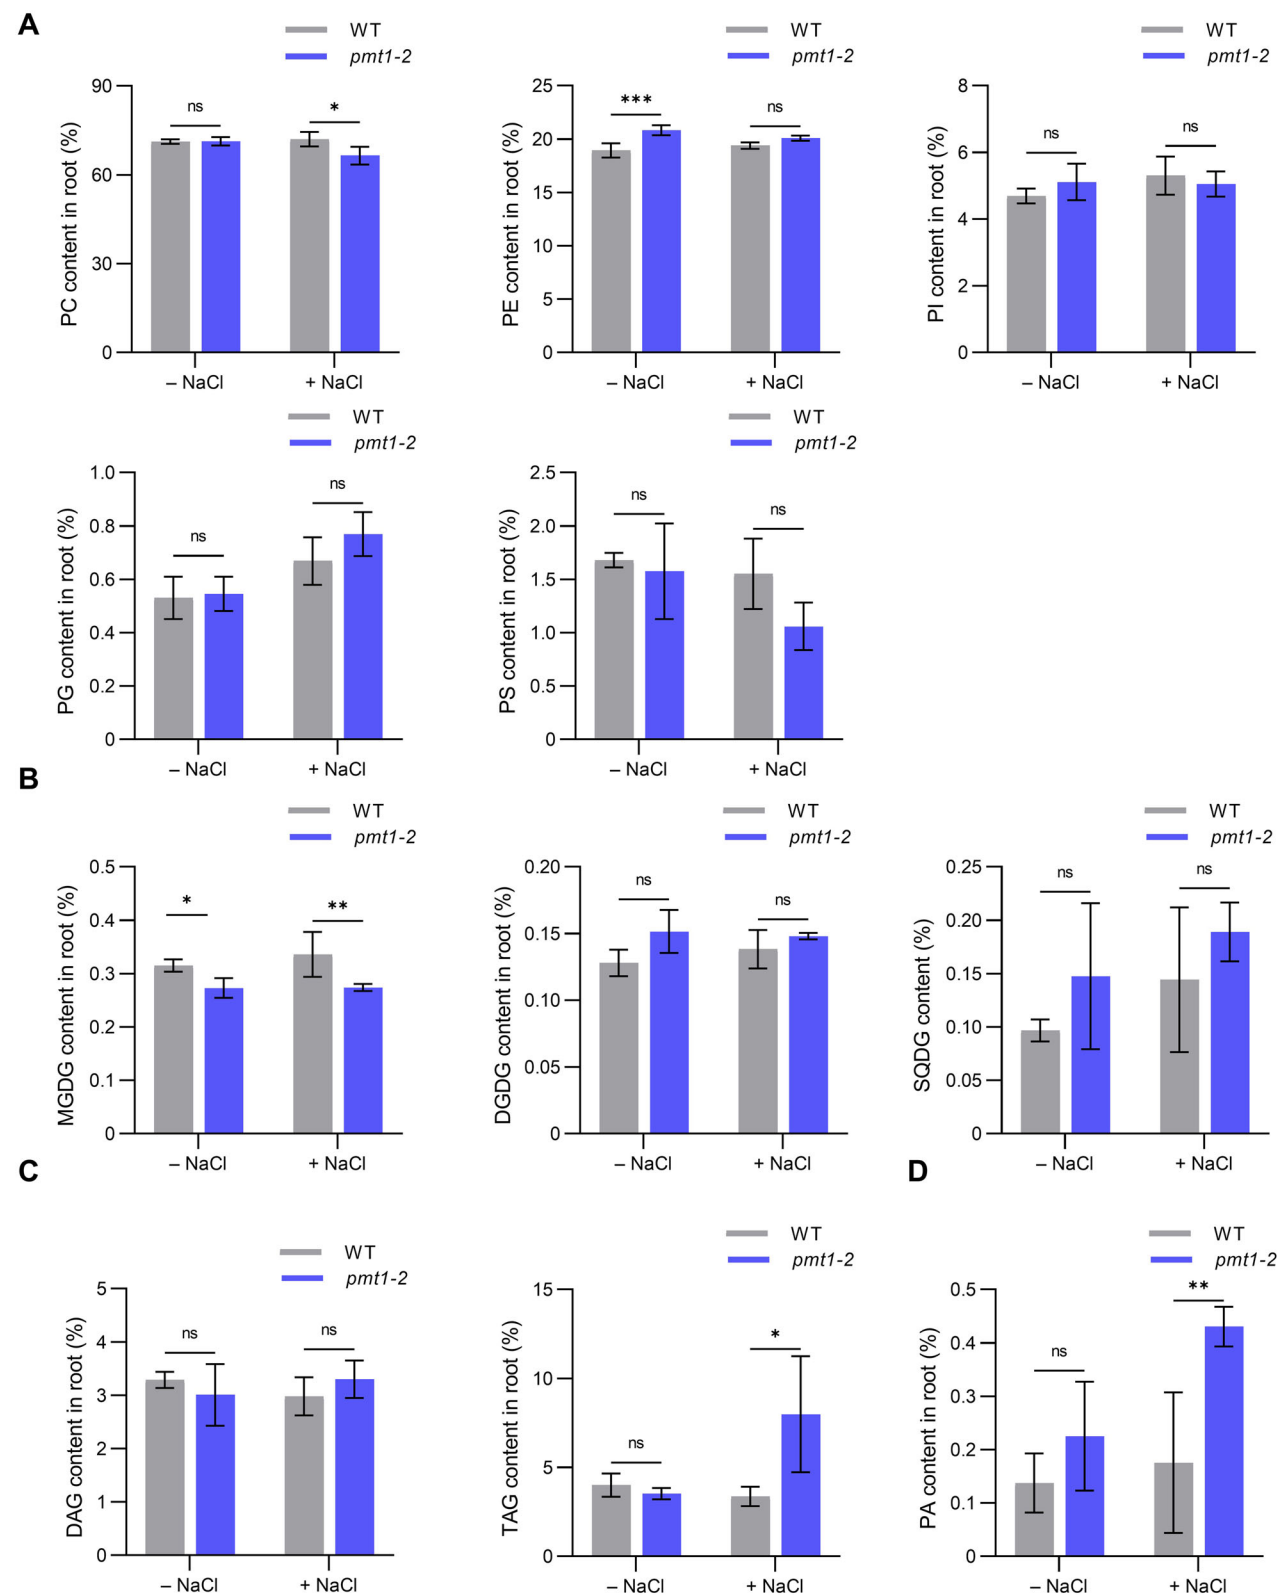 A
WT
pmt1-2
PC content in root (%)
90
60
30
0
ns
*
– NaCl
+ NaCl
WT
pmt1-2
PE content in root (%)
25
20
15
10
5
0
***
ns
– NaCl
+ NaCl
WT
pmt1-2
PI content in root (%)
8
6
4
2
0
ns
ns
– NaCl
+ NaCl
WT
pmt1-2
PG content in root (%)
1.0
0.8
0.6
0.4
0.2
0
ns
ns
– NaCl
+ NaCl
WT
pmt1-2
PS content in root (%)
2.5
2.0
1.5
1.0
0.5
0
ns
ns
– NaCl
+ NaCl
B
WT
pmt1-2
MGDG content in root (%)
0.5
0.4
0.3
0.2
0.1
0
*
**
– NaCl
+ NaCl
WT
pmt1-2
DGDG content in root (%)
0.20
0.15
0.10
0.05
0
ns
ns
– NaCl
+ NaCl
WT
pmt1-2
SQDG content (%)
0.25
0.20
0.15
0.10
0.05
0
ns
ns
– NaCl
+ NaCl
C
WT
pmt1-2
DAG content in root (%)
5
4
3
2
1
0
ns
ns
– NaCl
+ NaCl
WT
pmt1-2
TAG content in root (%)
15
10
5
0
ns
*
– NaCl
+ NaCl
D
WT
pmt1-2
PA content in root (%)
0.5
0.4
0.3
0.2
0.1
0
ns
**
– NaCl
+ NaCl